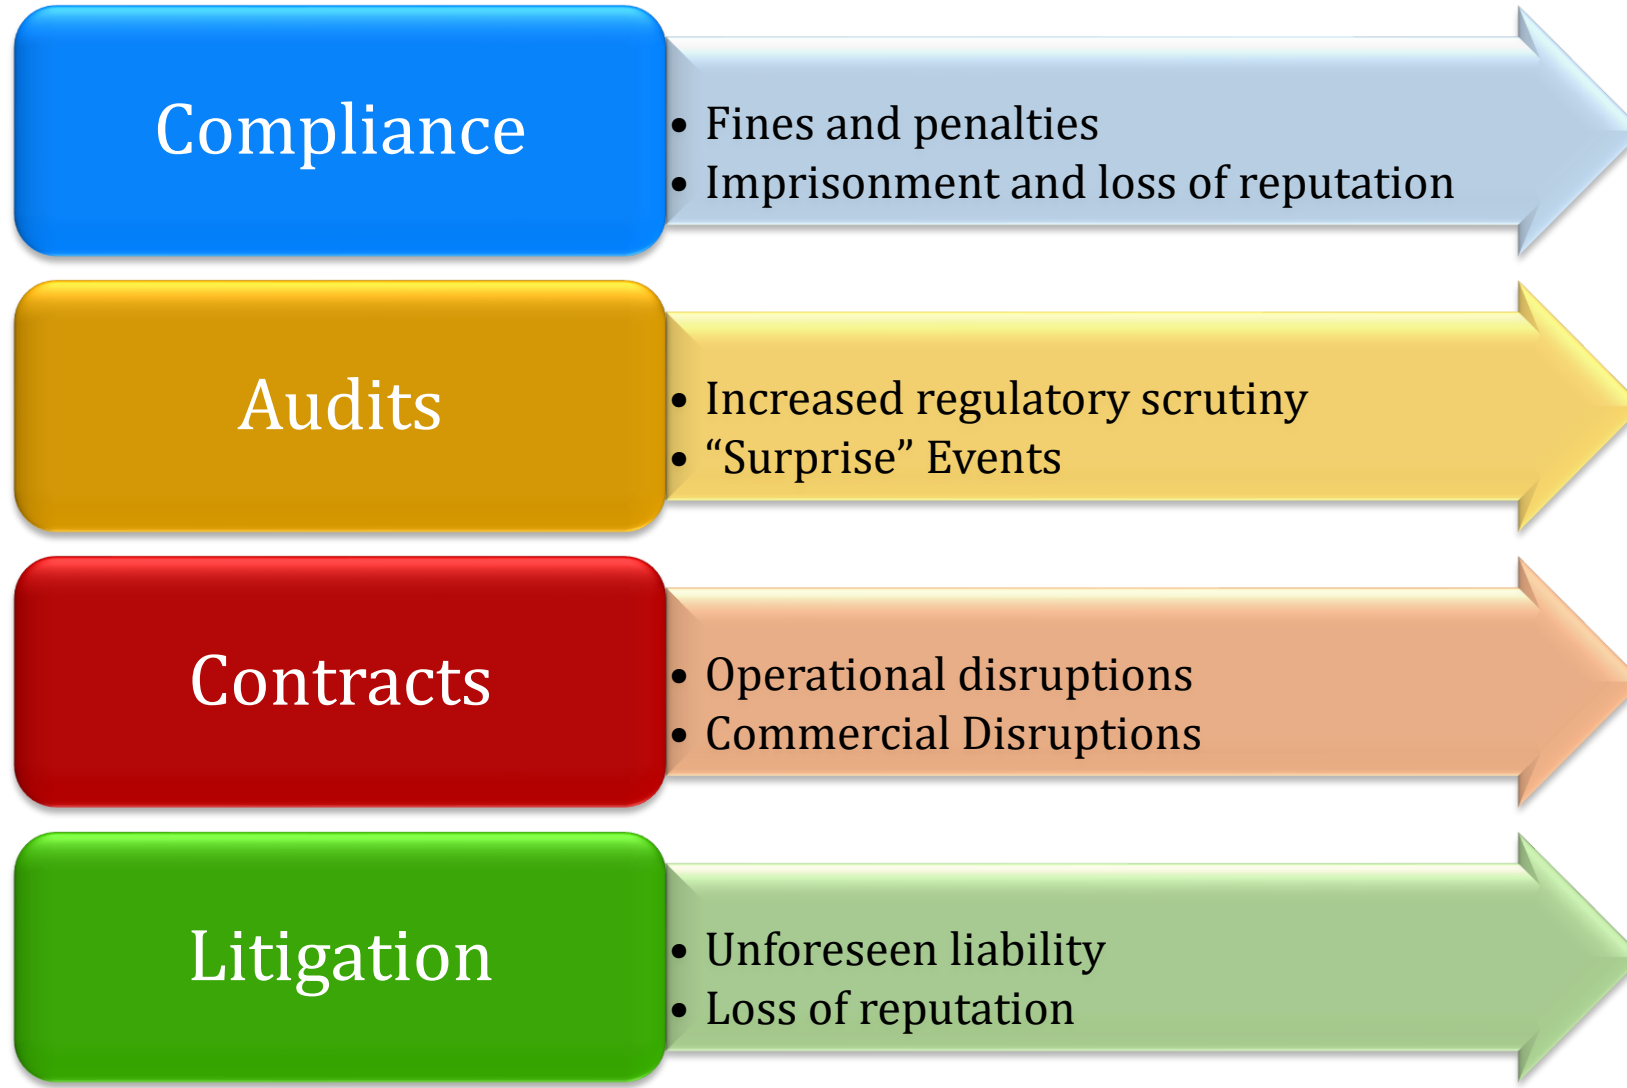 Compliance
• Fines and penalties
• Imprisonment and loss of reputation
Audits
• Increased regulatory scrutiny
• “Surprise” Events
Contracts
• Operational disruptions
• Commercial Disruptions
Litigation
• Unforeseen liability
• Loss of reputation